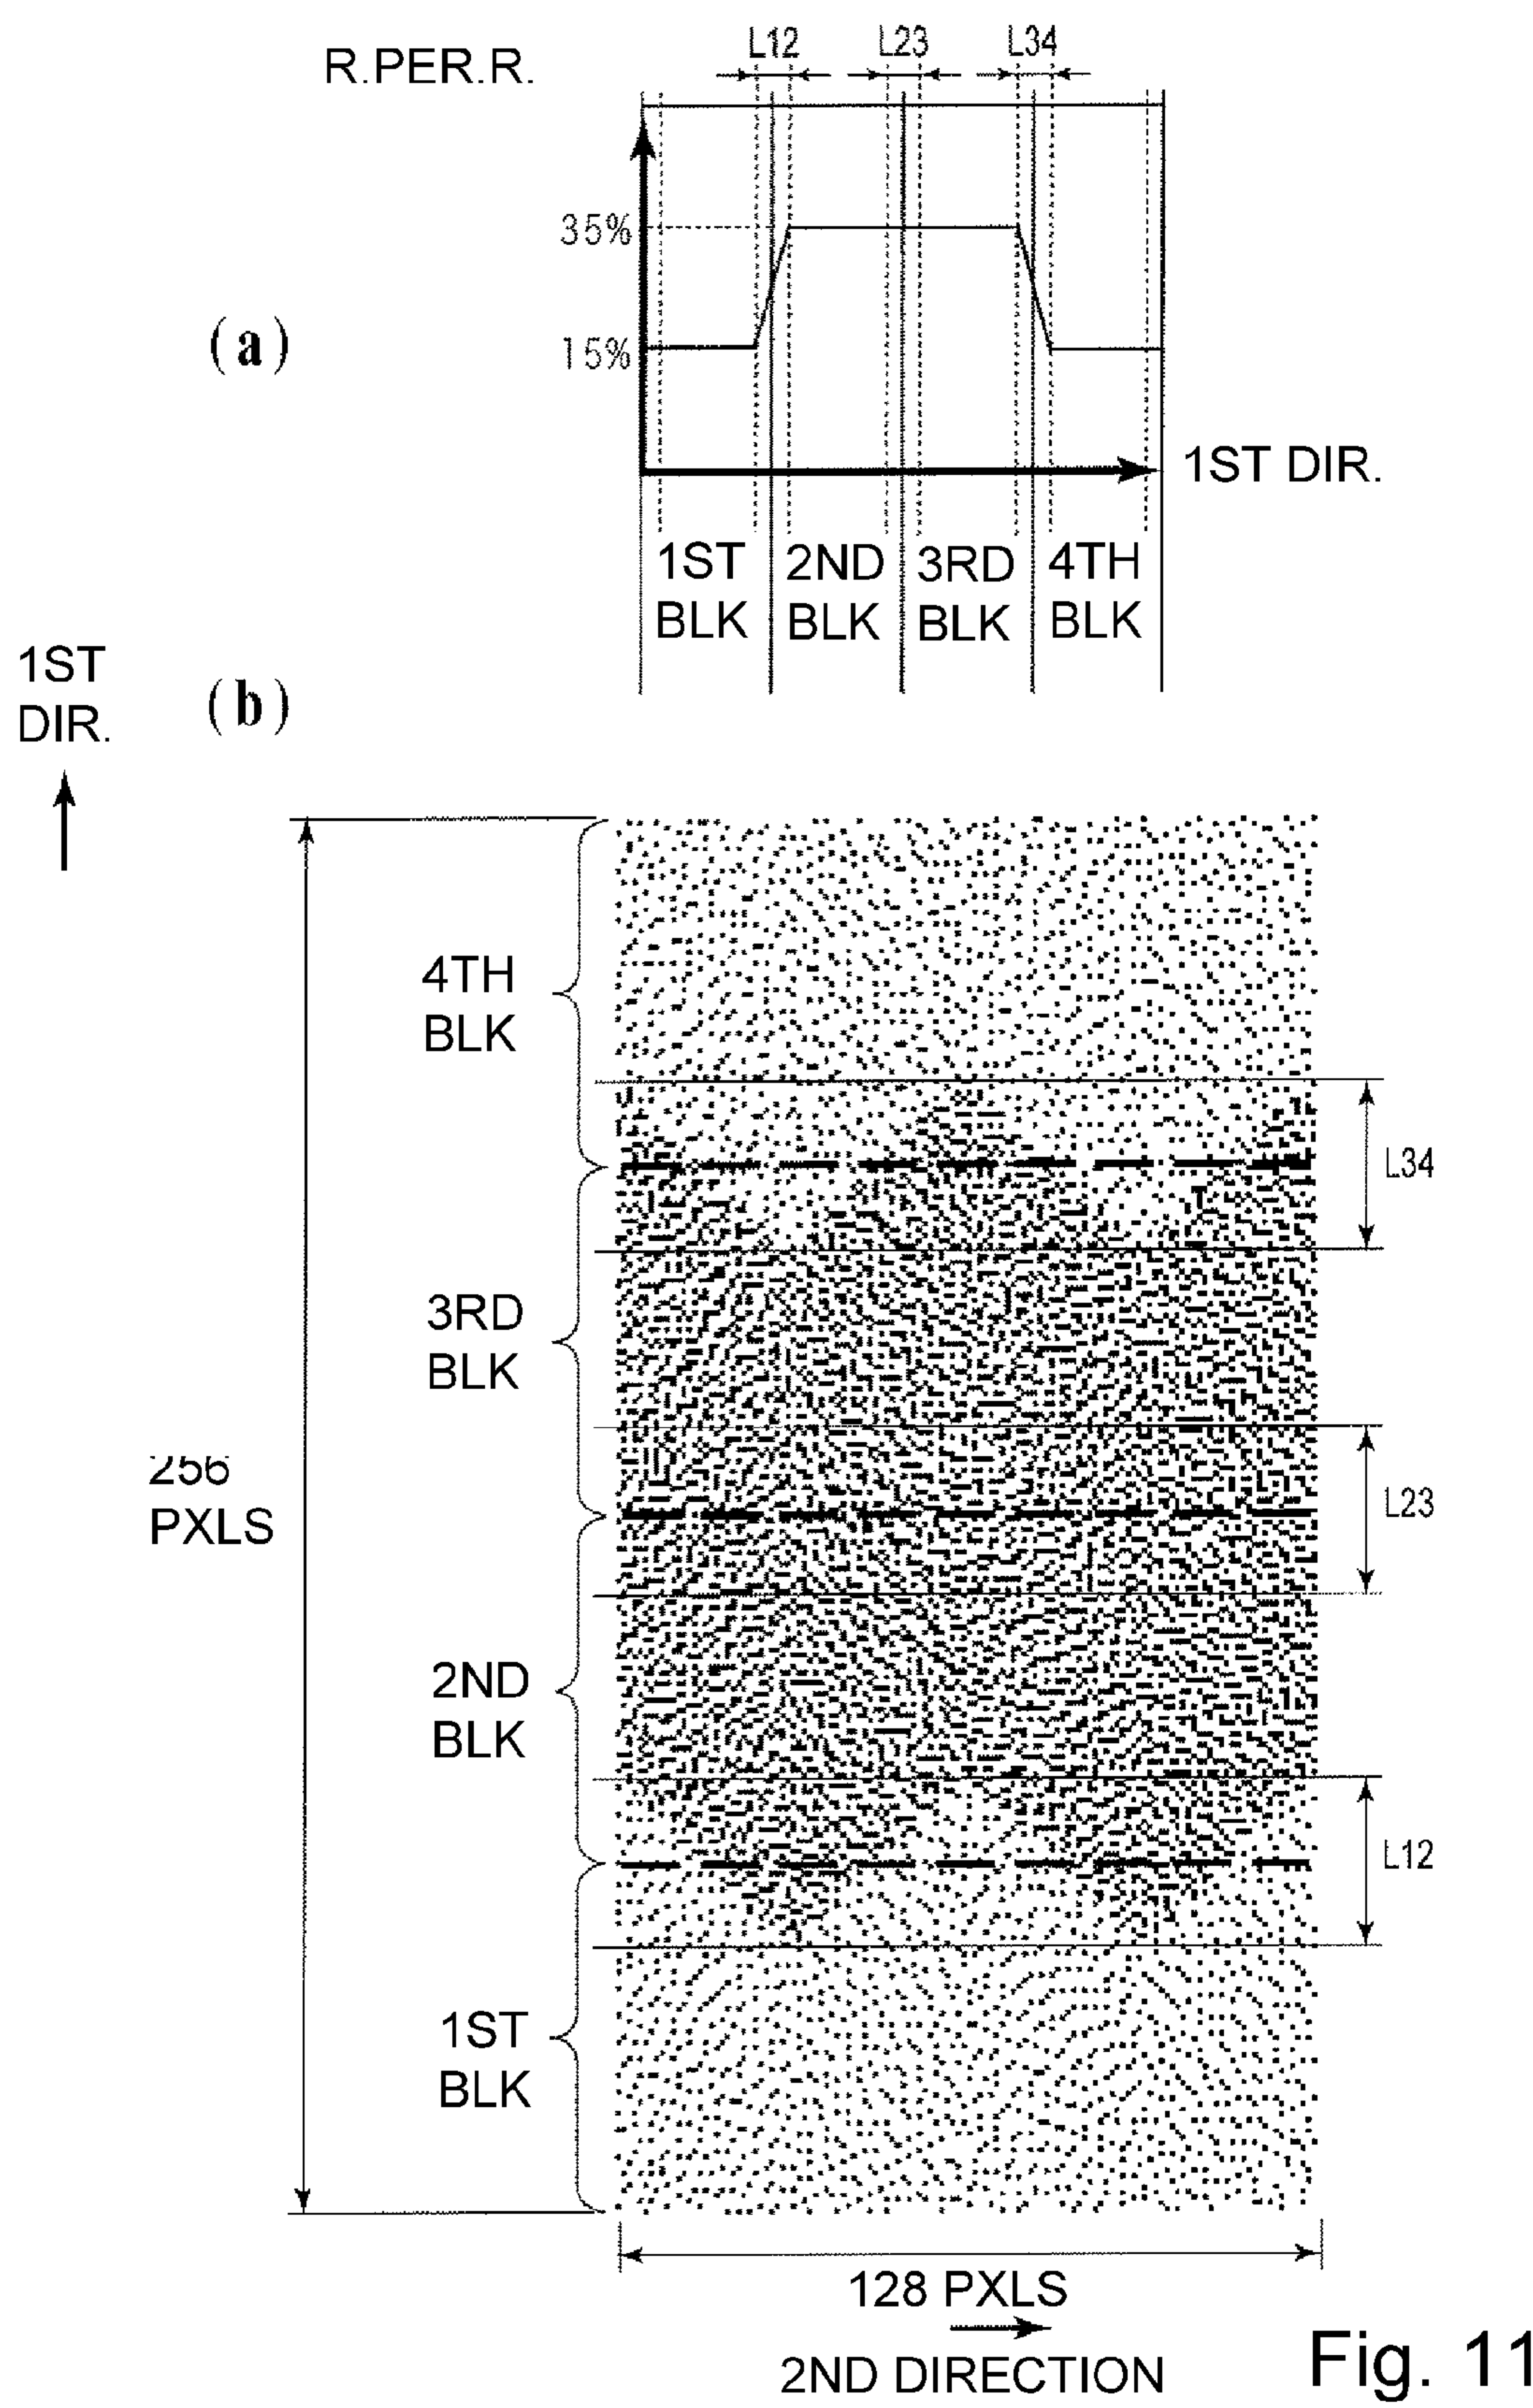 L12 L23 L34
R.PER.R.
35%
(a)
15%
1ST DIR.
1ST BLK
2ND BLK
3RD BLK
4TH BLK
1ST DIR.
(b)
4TH BLK
L34
3RD BLK
256 PXLS
L23
2ND BLK
L12
1ST BLK
128 PXLS
2ND DIRECTION
Fig. 11